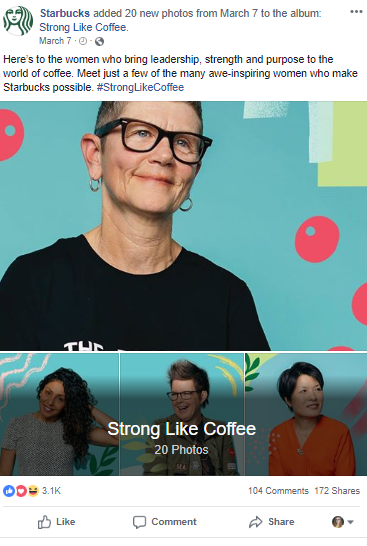 Starbucks added 20 new photos from March 7 to the album:
Strong Like Coffee.
March 7 ·
Here's to the women who bring leadership, strength and purpose to the
world of coffee. Meet just a few of the many awe-inspiring women who make
Starbucks possible. #StrongLikeCoffee
THE
Strong Like Coffee
20 Photos
3.1K
104 Comments 172 Shares
Like Comment Share